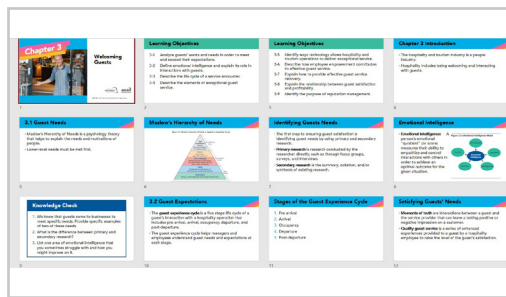 Chapter 3
Welcoming
Guests
1
Learning Objectives
3-1 Analyze guests' wants and needs in order to meet
and exceed their expectations.
3-2 Define emotional intelligence and explain its role in
interactions with guests.
3-3 Describe the life cycle of a service encounter.
3-4 Describe the elements of exceptional guest
service.
2
Learning Objectives
3-5 Identify ways technology allows hospitality and
tourism operations to deliver exceptional service.
3-6 Describe how employee empowerment contributes
to effective guest service.
3-7 Explain how to provide effective guest service
recovery.
3-8 Explain the relationship between guest satisfaction
and profitability.
3-9 Identify the purpose of reputation management.
3
Chapter 3 Introduction
• The hospitality and tourism industry is a people
industry.
• Hospitality includes being welcoming and interacting
with guests.
4
3.1 Guest Needs
• Maslow's Hierarchy of Needs is a psychology theory
that helps to explain the needs and motivations of
people.
• Lower-level needs must be met first.
5
Maslow's Hierarchy of Needs
6
Identifying Guests' Needs
• The first step to ensuring guest satisfaction is
identifying guest needs by using primary and secondary
research.
• Primary research is research conducted by the
researcher directly, such as through focus groups,
surveys, and interviews.
• Secondary research is the summary, collation, and/or
synthesis of existing research.
7
Emotional Intelligence
• Emotional intelligence: A
person's emotional
"quotient" (or score)
measures their ability to
empathize and control
interactions with others in
order to achieve an
optimal outcome for the
given situation.
8
Knowledge Check
1. We know that guests come to businesses to
meet specific needs. Provide specific examples
of two of these needs
2. What is the difference between primary and
secondary research?
3. List one area of emotional intelligence that
you sometimes struggle with and how you
might improve on it.
9
3.2 Guest Expectations
• The guest experience cycle is a five-stage life cycle of
a guest's interaction with a hospitality operation that
includes pre-arrival, arrival, occupancy, departure, and
post-departure.
• The guest experience cycle helps managers and
employees understand guest needs and expectations at
each stage.
10
Stages of the Guest Experience Cycle
1. Pre-arrival
2. Arrival
3. Occupancy
4. Departure
5. Post-departure
11
Satisfying Guests' Needs
• Moments of truth are interactions between a guest and
the service provider that can leave a lasting positive or
negative impression on a customer.
• Quality guest service is a series of enhanced
experiences provided to a guest by a hospitality
employee to raise the level of the guest's satisfaction.
12